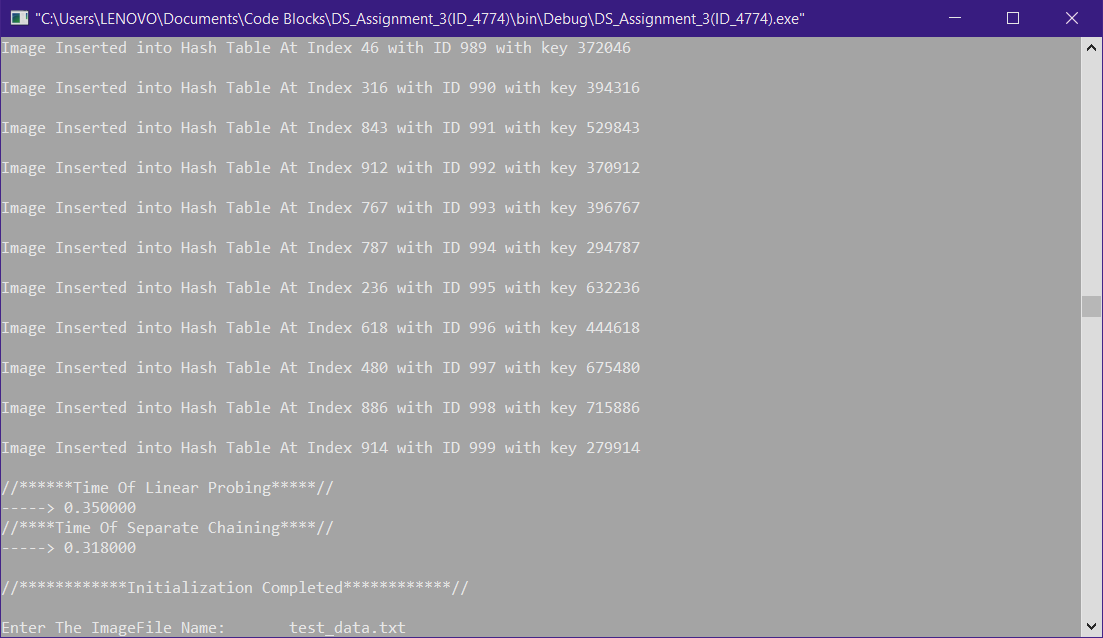 "C:\Users\LENOVO\Documents\Code Blocks\DS_Assignment_3(ID_4774)\bin\Debug\DS_Assignment_3(ID_4774).exe"
Image Inserted into Hash Table At Index 46 with ID 989 with key 372046
Image Inserted into Hash Table At Index 316 with ID 990 with key 394316
Image Inserted into Hash Table At Index 843 with ID 991 with key 529843
Image Inserted into Hash Table At Index 912 with ID 992 with key 370912
Image Inserted into Hash Table At Index 767 with ID 993 with key 396767
Image Inserted into Hash Table At Index 787 with ID 994 with key 294787
Image Inserted into Hash Table At Index 236 with ID 995 with key 632236
Image Inserted into Hash Table At Index 618 with ID 996 with key 444618
Image Inserted into Hash Table At Index 480 with ID 997 with key 675480
Image Inserted into Hash Table At Index 886 with ID 998 with key 715886
Image Inserted into Hash Table At Index 914 with ID 999 with key 279914
//******Time Of Linear Probing*****//
-----> 0.350000
//****Time Of Separate Chaining****//
-----> 0.318000
//************Initialization Completed************//
Enter The ImageFile Name:       test_data.txt